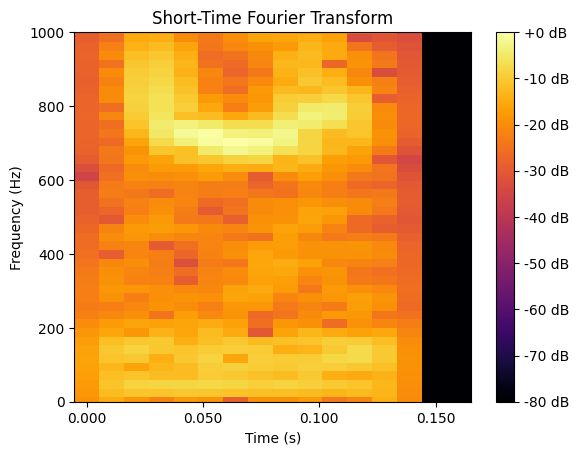 Short-Time Fourier Transform
1000
800
600
400
200
0
Frequency (Hz)
0.000
0.050
0.100
0.150
Time (s)
+0 dB
-10 dB
-20 dB
-30 dB
-40 dB
-50 dB
-60 dB
-70 dB
-80 dB